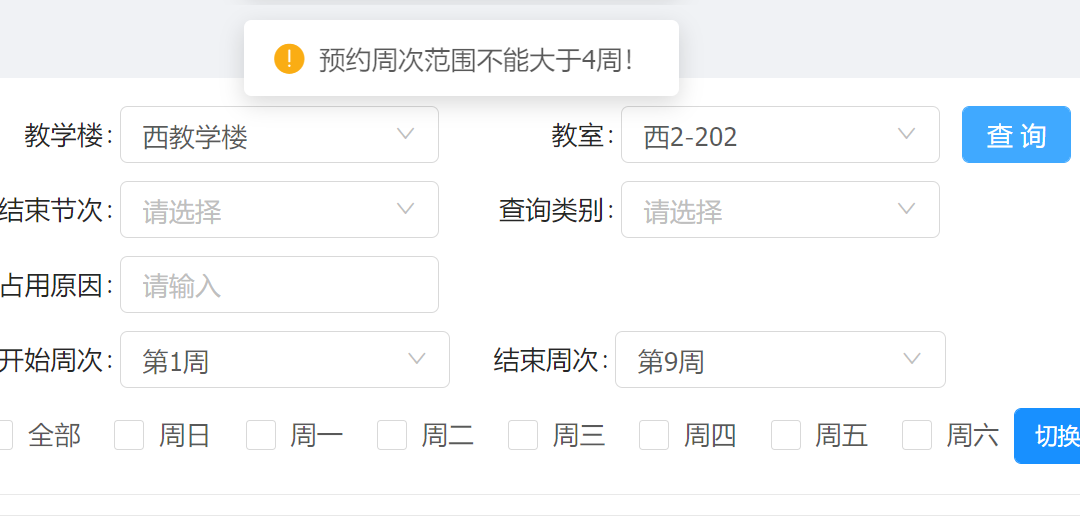 预约周次范围不能大于4周！
教学楼： 西教学楼 教室： 西2-202 查 询
结束节次： 请选择 查询类别： 请选择
占用原因： 请输入
开始周次： 第1周 结束周次： 第9周
全部 周日 周一 周二 周三 周四 周五 周六 切换